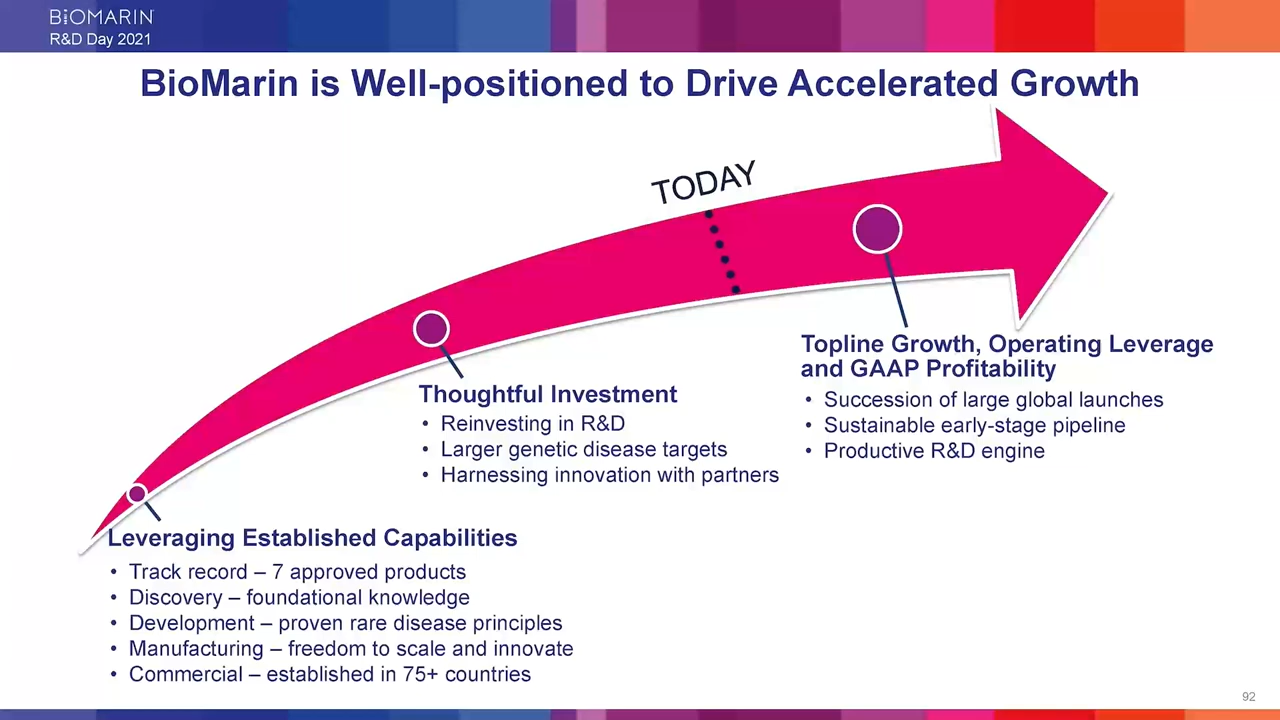 BIOMARIN
R&D Day 2021
BioMarin is Well-positioned to Drive Accelerated Growth
TODAY
Topline Growth, Operating Leverage
and GAAP Profitability
• Succession of large global launches
• Sustainable early-stage pipeline
• Productive R&D engine
Thoughtful Investment
• Reinvesting in R&D
• Larger genetic disease targets
• Harnessing innovation with partners
Leveraging Established Capabilities
• Track record – 7 approved products
• Discovery – foundational knowledge
• Development – proven rare disease principles
• Manufacturing – freedom to scale and innovate
• Commercial – established in 75+ countries
92